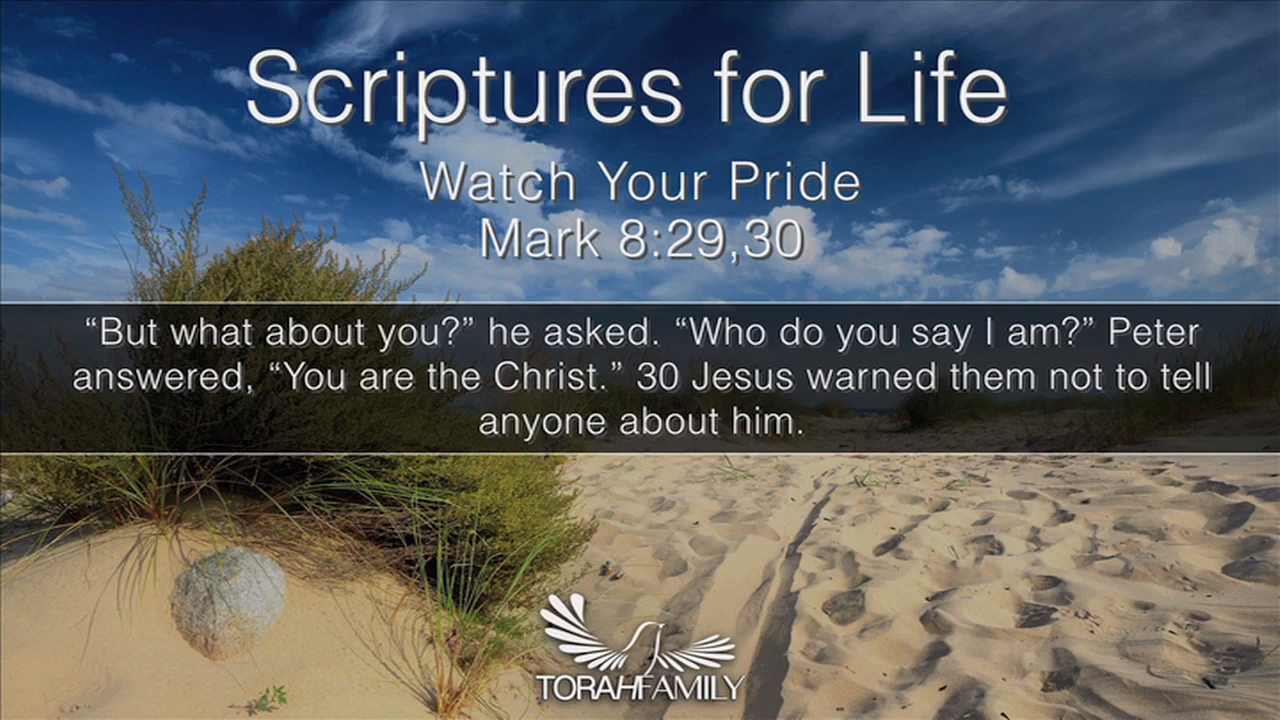 Scriptures for Life
Watch Your Pride
Mark 8:29,30
“But what about you?” he asked. “Who do you say I am?” Peter
answered, “You are the Christ.” 30 Jesus warned them not to tell
anyone about him.
TORAHFAMILY